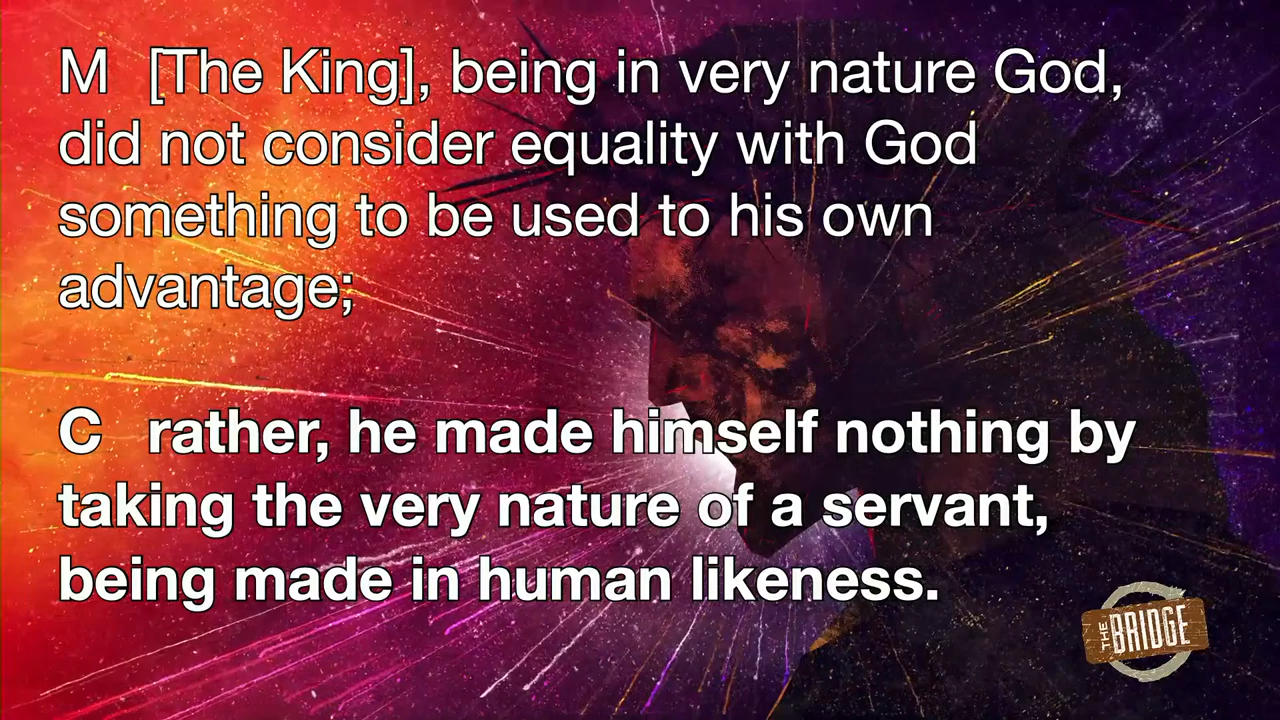 M [The King], being in very nature God,
did not consider equality with God
something to be used to his own
advantage;
C rather, he made himself nothing by
taking the very nature of a servant,
being made in human likeness.
THE BRIDGE